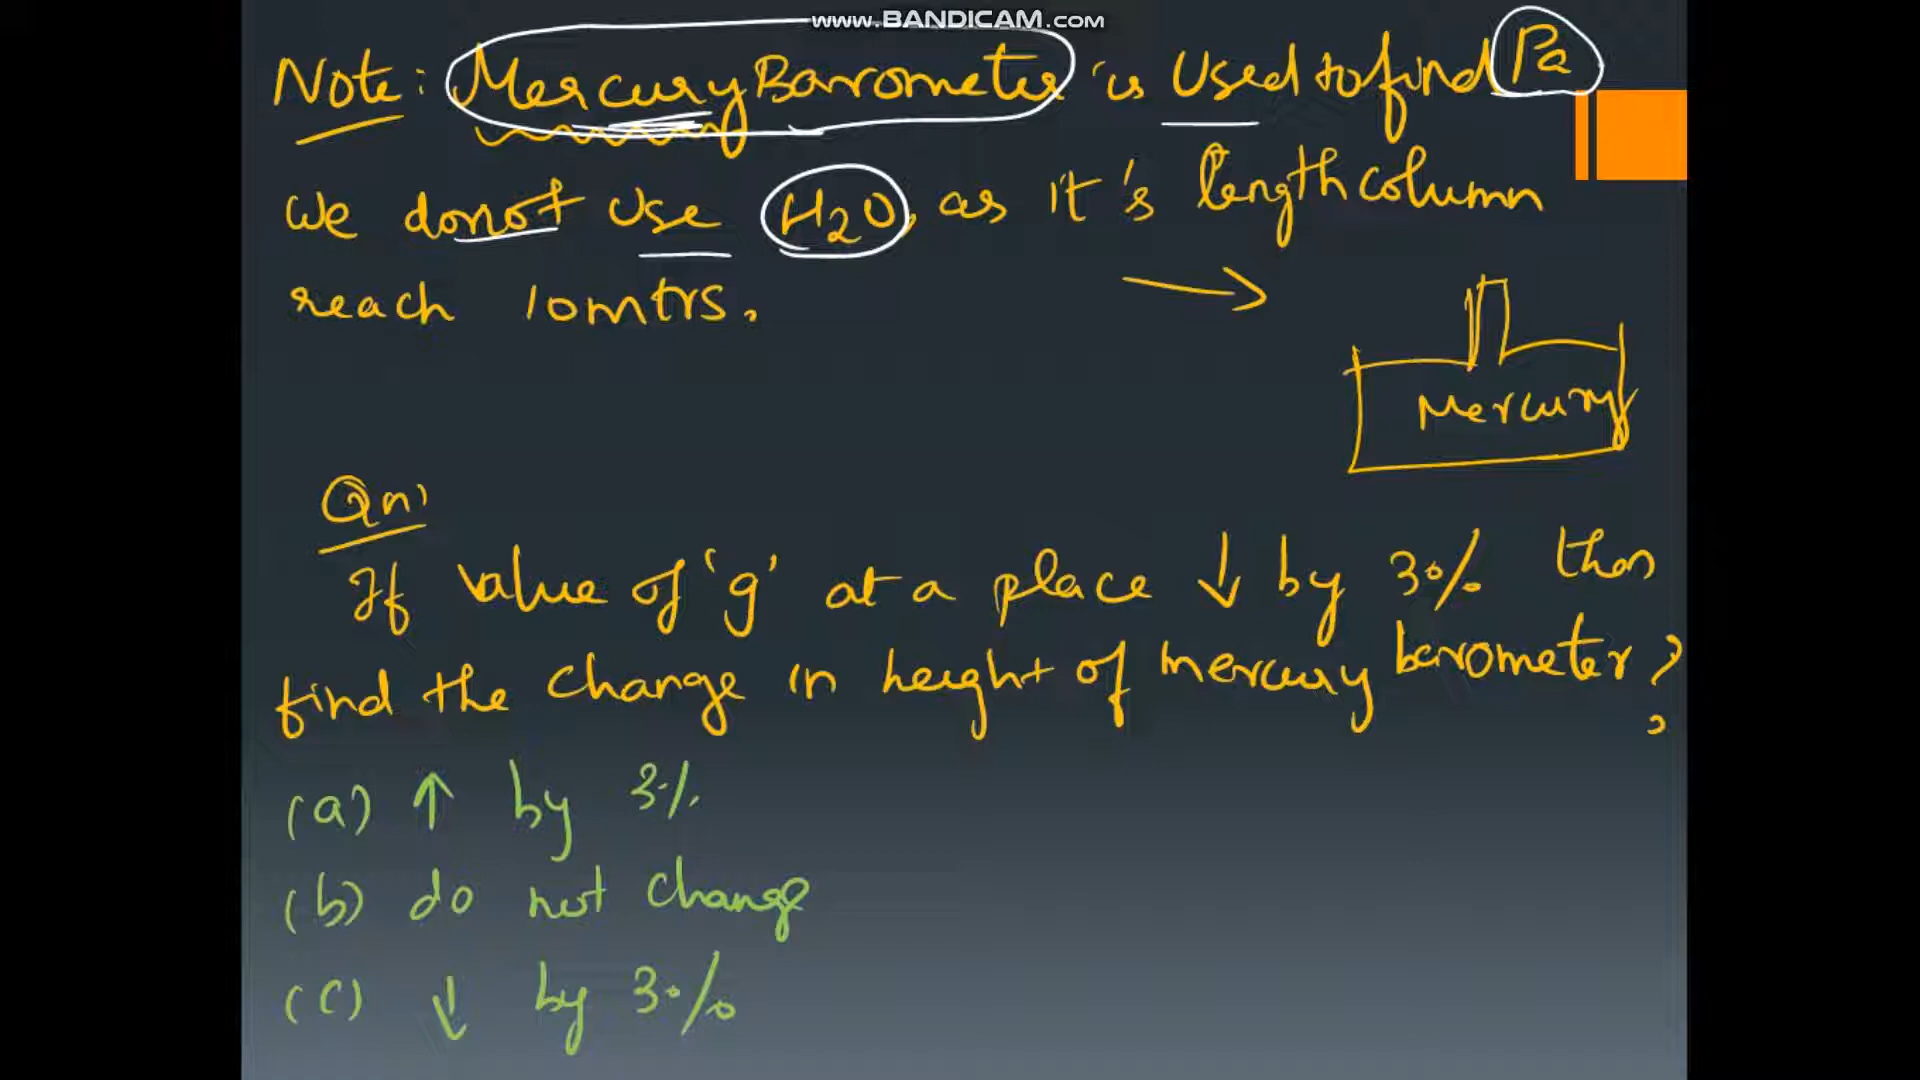 www.BANDICAM.com
Note: Mercury Barometer is used to find Pa
we donot use H2O, as it's length column
reach 10mtrs.
Mercury
Qn:
If value of 'g' at a place ↓ by 3% then
find the change in height of mercury barometer?
(a) ↑ by 3%
(b) do not change
(c) ↓ by 3%